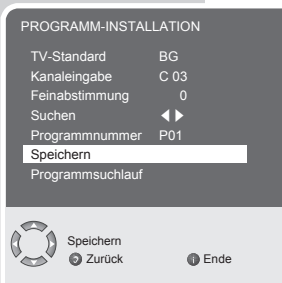 PROGRAMM-INSTALLATION
TV-Standard BG
Kanaleingabe C 03
Feinabstimmung 0
Suchen
Programmnummer P01
Speichern
Programmsuchlauf
Speichern
Zurück Ende